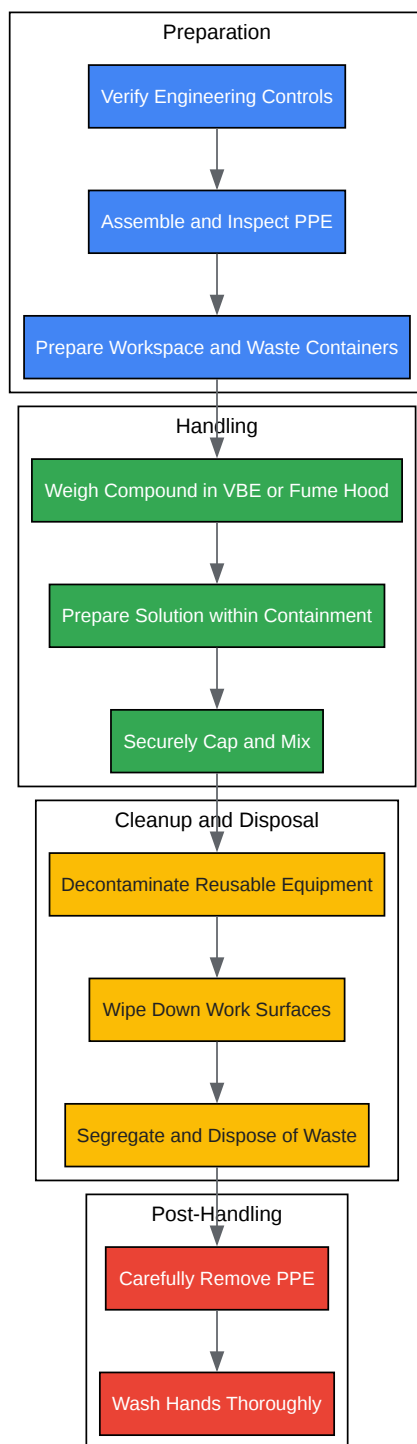 Preparation
Verify Engineering Controls
Assemble and Inspect PPE
Prepare Workspace and Waste Containers
Handling
Weigh Compound in VBE or Fume Hood
Prepare Solution within Containment
Securely Cap and Mix
Cleanup and Disposal
Decontaminate Reusable Equipment
Wipe Down Work Surfaces
Segregate and Dispose of Waste
Post-Handling
Carefully Remove PPE
Wash Hands Thoroughly